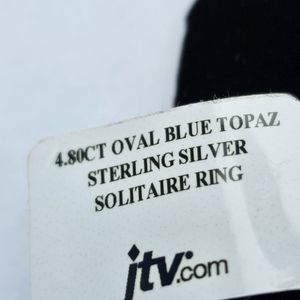 4.80CT OVAL BLUE TOPAZ
STERLING SILVER
SOLITAIRE RING
jtv.com